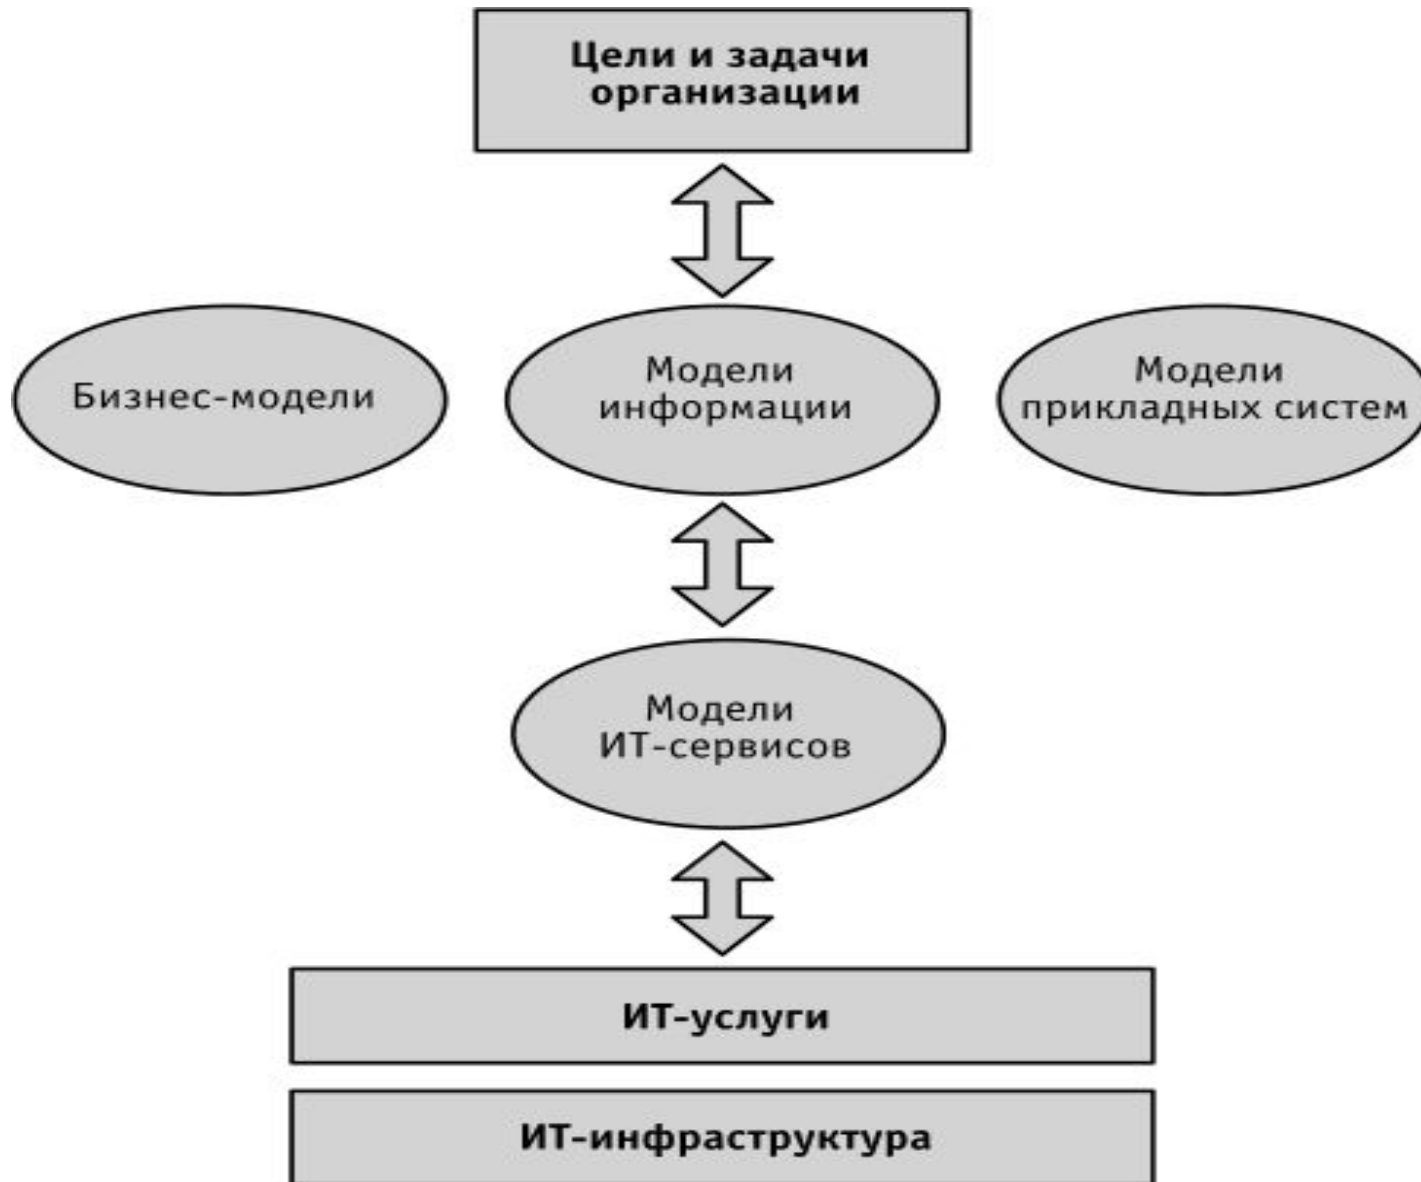 Цели и задачи
организации
Бизнес-модели
Модели
информации
Модели
прикладных систем
Модели
ИТ-сервисов
ИТ-услуги
ИТ-инфраструктура